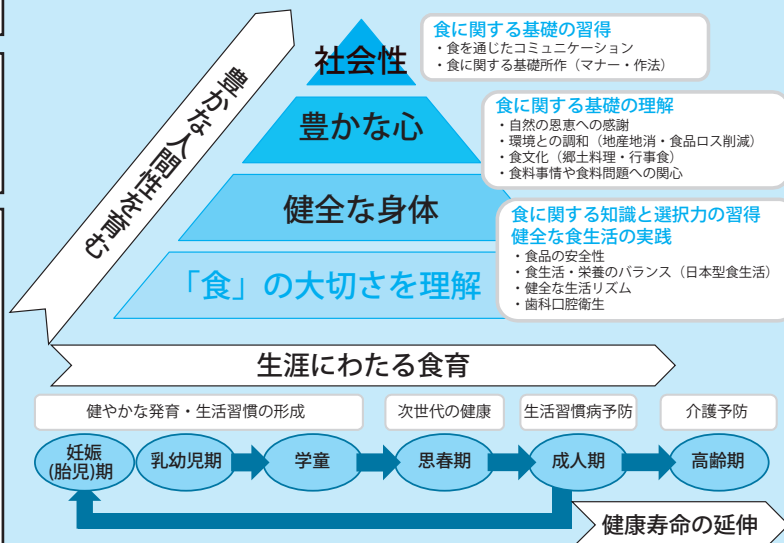 豊かな人間性を育む
社会性
食に関する基礎の習得
・食を通じたコミュニケーション
・食に関する基礎所作（マナー・作法）
豊かな心
食に関する基礎の理解
・自然の恩恵への感謝
・環境との調和（地産地消・食品ロス削減）
・食文化（郷土料理・行事食）
・食料事情や食料問題への関心
健全な身体
食に関する知識と選択力の習得
健全な食生活の実践
・食品の安全性
・食生活・栄養のバランス（日本型食生活）
・健全な生活リズム
・歯科口腔衛生
「食」の大切さを理解
生涯にわたる食育
健やかな発育・生活習慣の形成
次世代の健康
生活習慣病予防
介護予防
妊娠
(胎児)期
乳幼児期
学童
思春期
成人期
高齢期
健康寿命の延伸